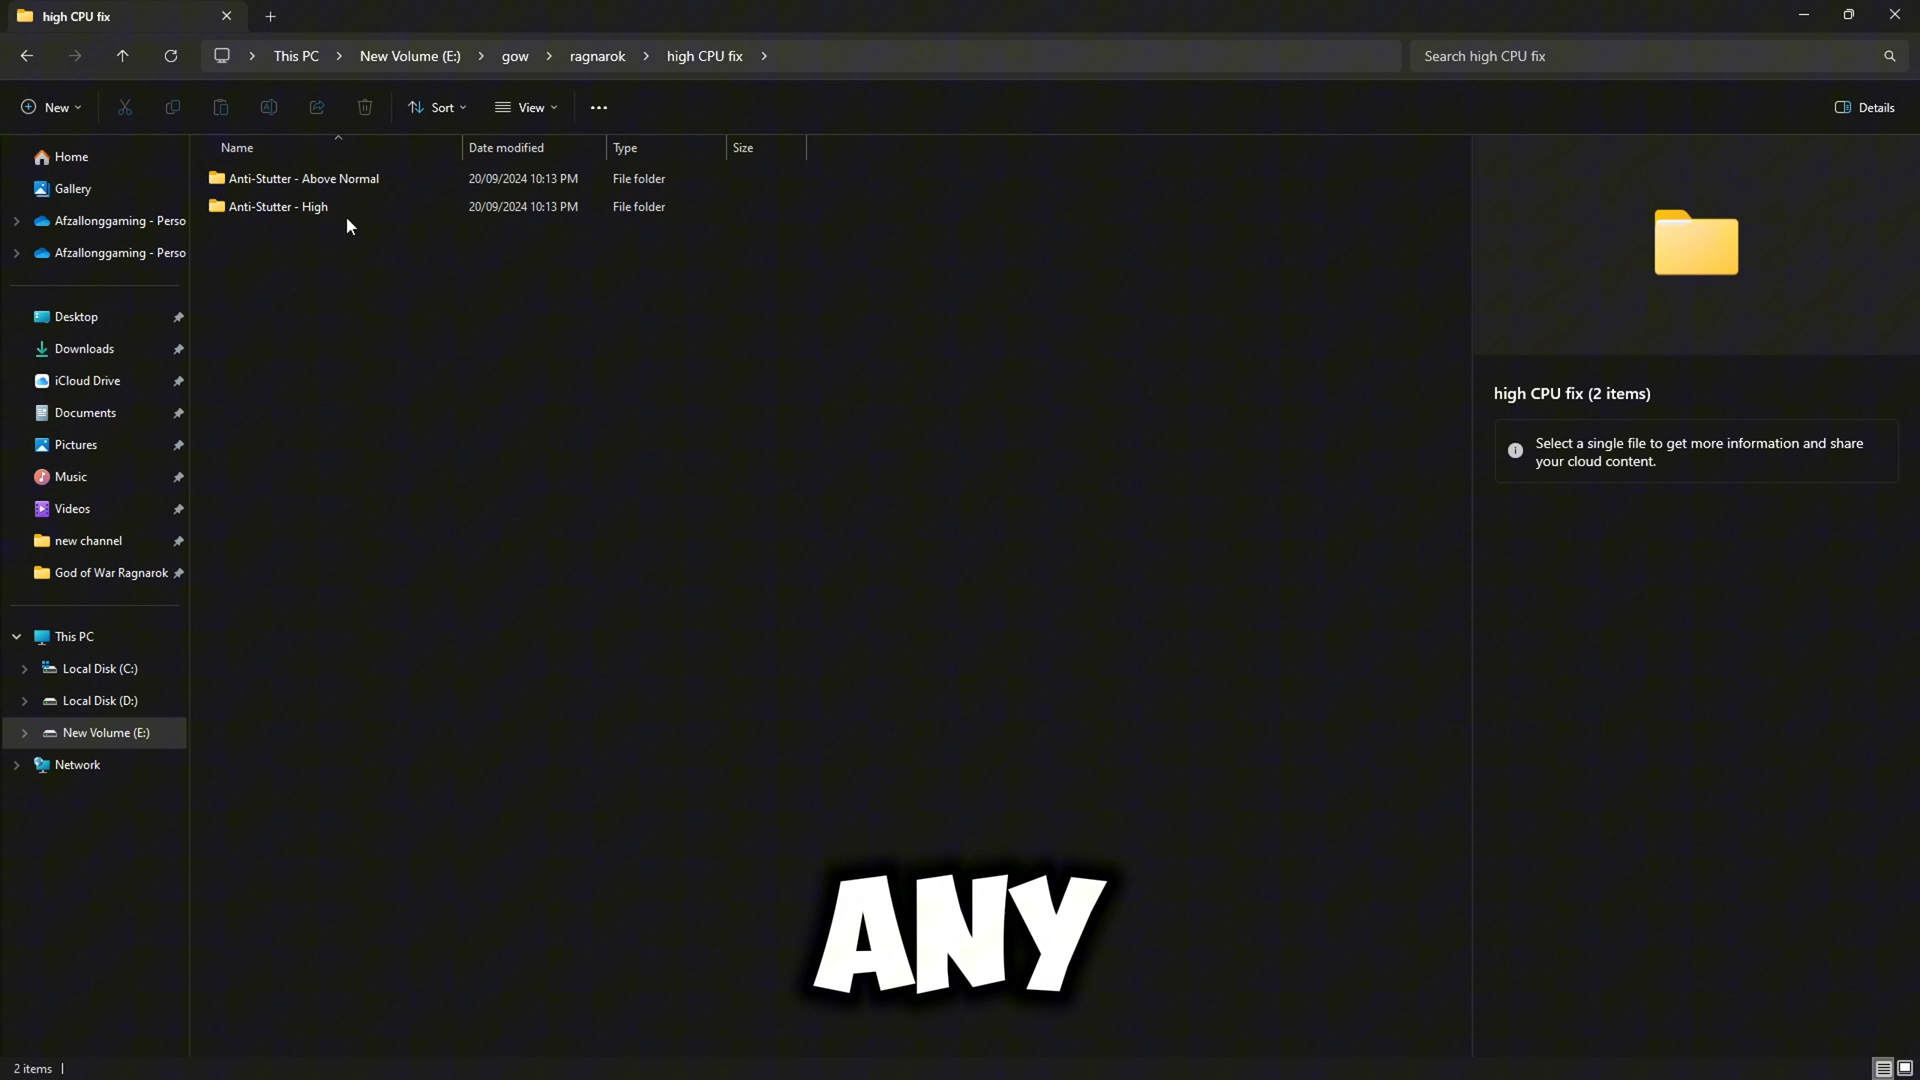 high CPU fix
This PC
New Volume (E:)
gow
ragnarok
high CPU fix
Search high CPU fix
New
Sort
View
Details
Name
Date modified
Type
Size
Anti-Stutter - Above Normal
20/09/2024 10:13 PM
File folder
Anti-Stutter - High
20/09/2024 10:13 PM
File folder
Home
Gallery
Afzallonggaming - Perso
Afzallonggaming - Perso
Desktop
Downloads
iCloud Drive
Documents
Pictures
Music
Videos
new channel
God of War Ragnarok
This PC
Local Disk (C:)
Local Disk (D:)
New Volume (E:)
Network
high CPU fix (2 items)
Select a single file to get more information and share
your cloud content.
ANY
2 items